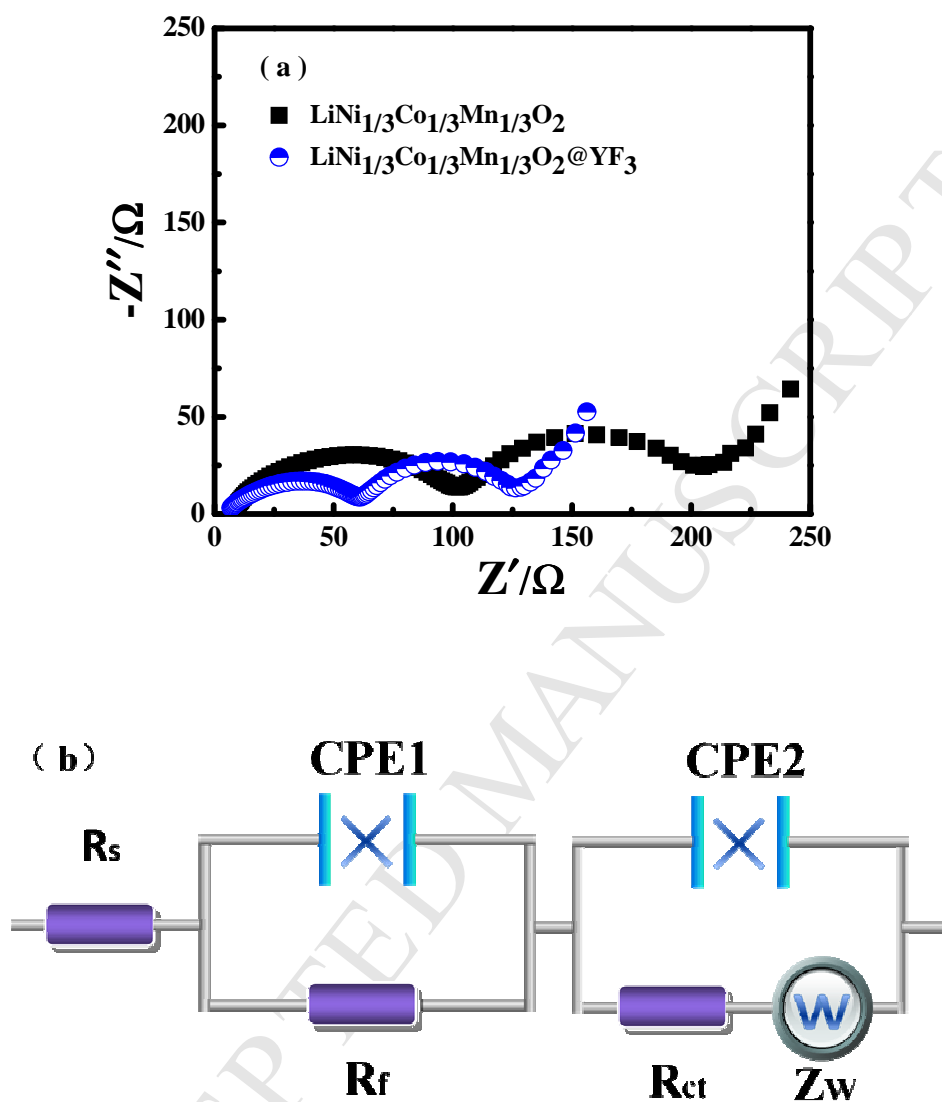 250
200
150
100
50
0
-Z″/Ω
( a )
LiNi1/3Co1/3Mn1/3O2
LiNi1/3Co1/3Mn1/3O2@YF3
0 50 100 150 200 250
Z′/Ω
( b )
CPE1 CPE2
Rs
W
Rf Rct Zw
PTED MANUSCRIPT